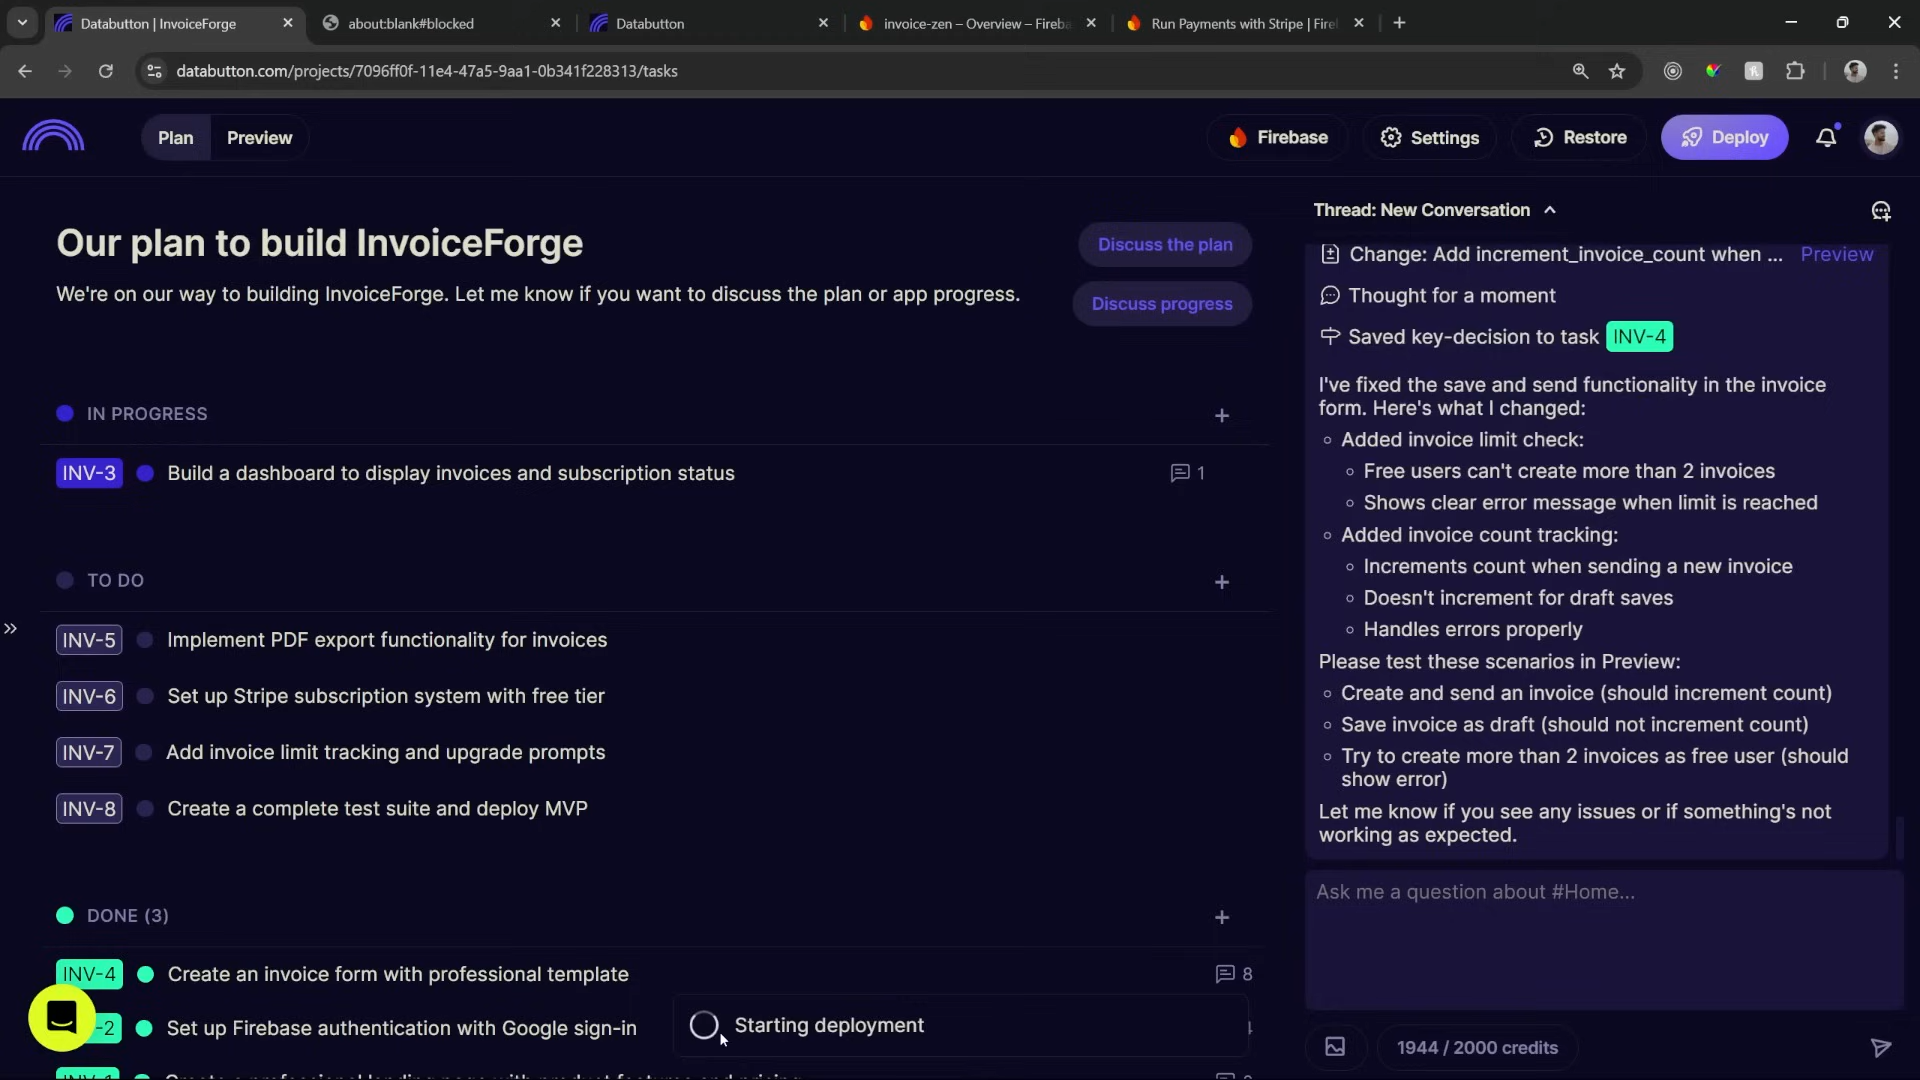 Databutton | InvoiceForge
about:blank#blocked
Databutton
invoice-zen – Overview – Fireba
Run Payments with Stripe | Fire
databutton.com/projects/7096ff0f-11e4-47a5-9aa1-0b341f228313/tasks
Plan
Preview
Firebase
Settings
Restore
Deploy
Our plan to build InvoiceForge
We're on our way to building InvoiceForge. Let me know if you want to discuss the plan or app progress.
Discuss the plan
Discuss progress
IN PROGRESS
INV-3 Build a dashboard to display invoices and subscription status 1
TO DO
INV-5 Implement PDF export functionality for invoices
INV-6 Set up Stripe subscription system with free tier
INV-7 Add invoice limit tracking and upgrade prompts
INV-8 Create a complete test suite and deploy MVP
DONE (3)
INV-4 Create an invoice form with professional template 8
-2 Set up Firebase authentication with Google sign-in
Starting deployment
Thread: New Conversation
Change: Add increment_invoice_count when ... Preview
Thought for a moment
Saved key-decision to task INV-4
I've fixed the save and send functionality in the invoice
form. Here's what I changed:
Added invoice limit check:
Free users can't create more than 2 invoices
Shows clear error message when limit is reached
Added invoice count tracking:
Increments count when sending a new invoice
Doesn't increment for draft saves
Handles errors properly
Please test these scenarios in Preview:
Create and send an invoice (should increment count)
Save invoice as draft (should not increment count)
Try to create more than 2 invoices as free user (should
show error)
Let me know if you see any issues or if something's not
working as expected.
Ask me a question about #Home...
1944 / 2000 credits